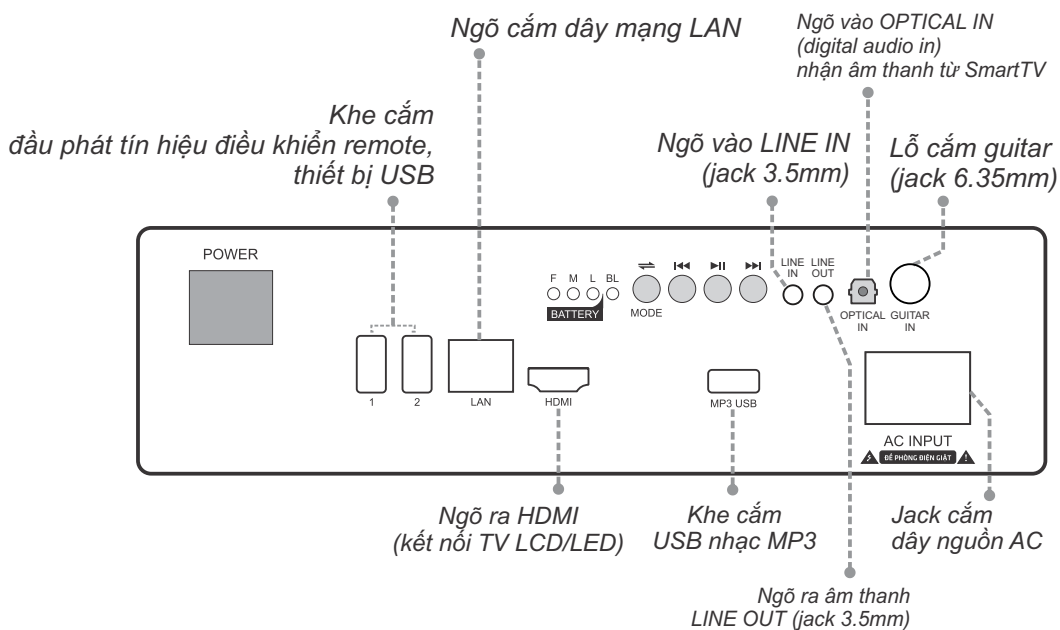 Ngõ cắm dây mạng LAN
Ngõ vào OPTICAL IN
(digital audio in)
nhận âm thanh từ SmartTV
Khe cắm
đầu phát tín hiệu điều khiển remote,
thiết bị USB
Ngõ vào LINE IN
(jack 3.5mm)
Lỗ cắm guitar
(jack 6.35mm)
POWER
F M L BL
BATTERY
MODE
LINE IN
LINE OUT
OPTICAL IN
GUITAR IN
1
2
LAN
HDMI
MP3 USB
AC INPUT
ĐỀ PHÒNG ĐIỆN GIẬT
Ngõ ra HDMI
(kết nối TV LCD/LED)
Khe cắm
USB nhạc MP3
Jack cắm
dây nguồn AC
Ngõ ra âm thanh
LINE OUT (jack 3.5mm)